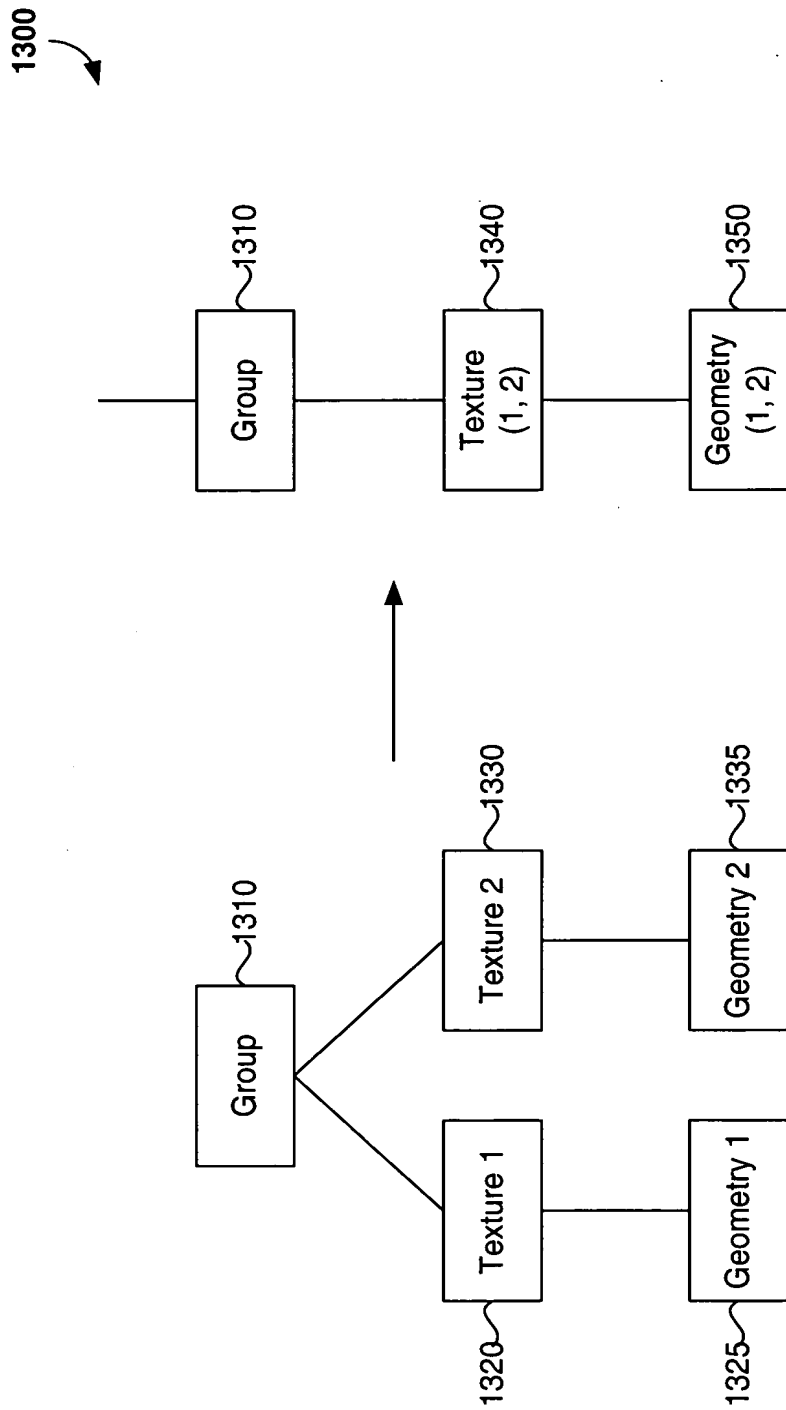 1300
Group
1310
Texture 1
1320
Texture 2
1330
Geometry 1
1325
Geometry 2
1335
Group
1310
Texture
(1, 2)
1340
Geometry
(1, 2)
1350